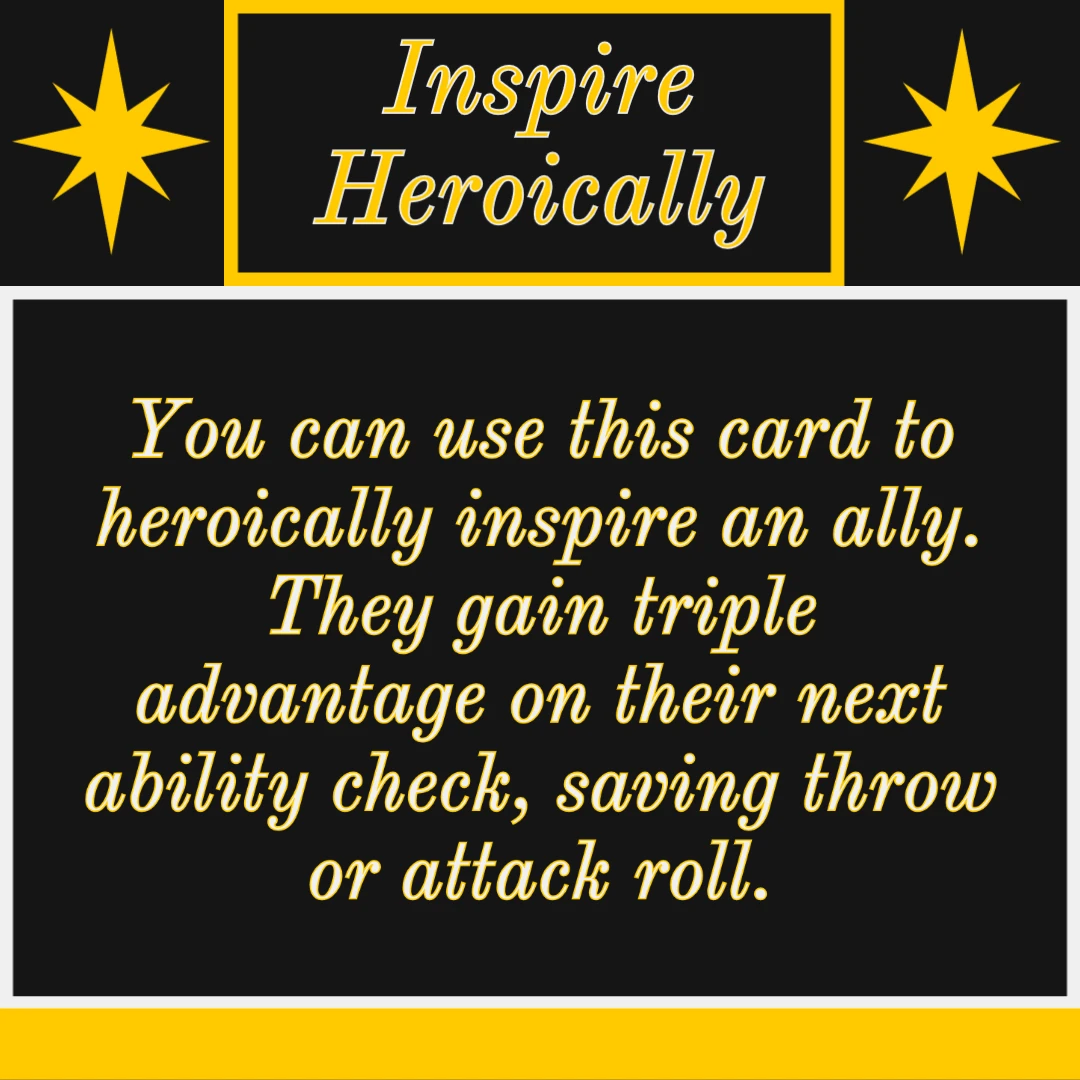 Inspire
Heroically
You can use this card to
heroically inspire an ally.
They gain triple
advantage on their next
ability check, saving throw
or attack roll.